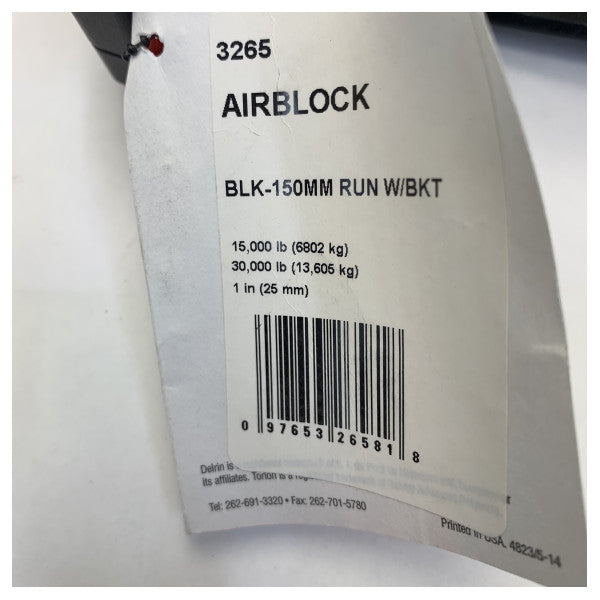 3265
AIRBLOCK
BLK-150MM RUN W/BKT
15,000 lb (6802 kg)
30,000 lb (13,605 kg)
1 in (25 mm)
0 97653 26581 8
Delrin is
its affiliates. Torlon is a
Tel: 262-691-3320 • Fax: 262-701-5780
Printed in USA. 4823/5-14